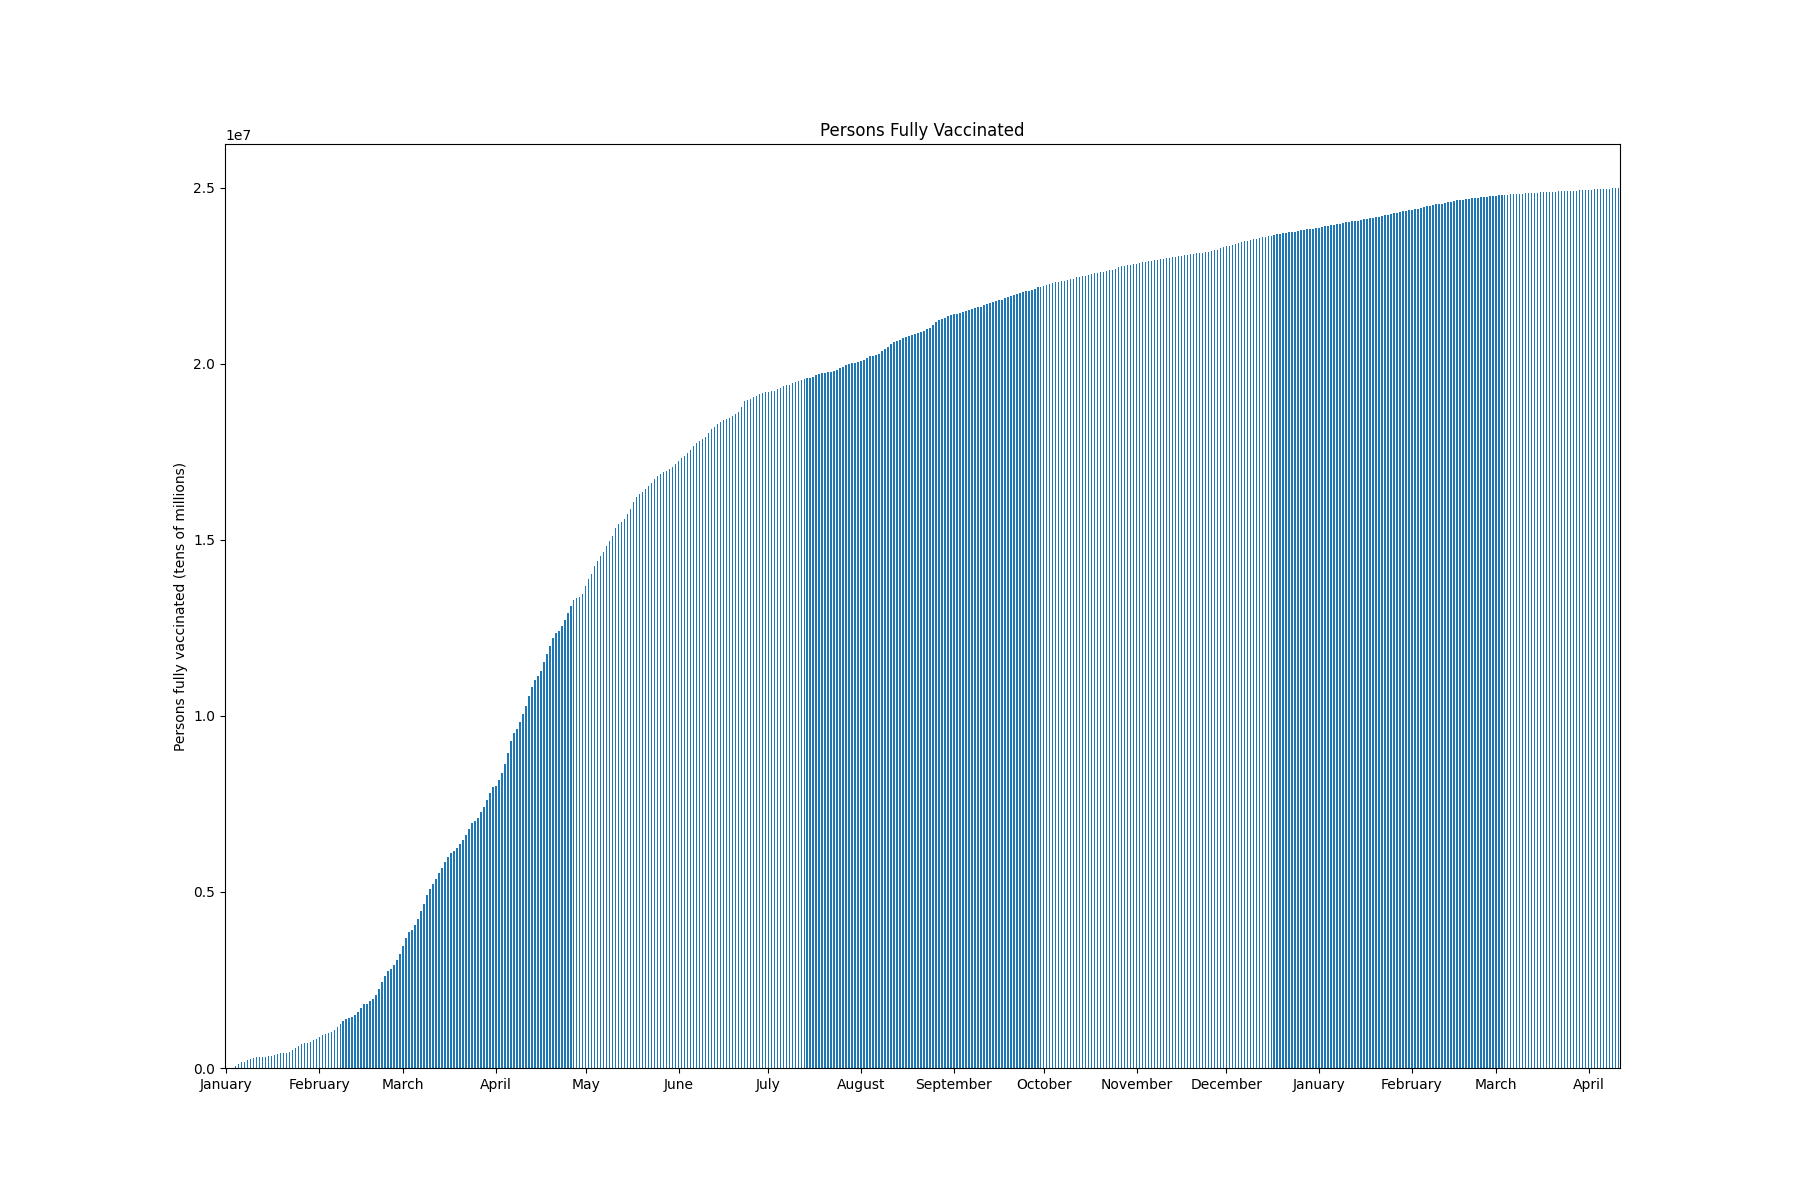 Persons Fully Vaccinated
1e7
2.5
2.0
1.5
1.0
0.5
0.0
Persons fully vaccinated (tens of millions)
January February March April May June July August September October November December January February March April